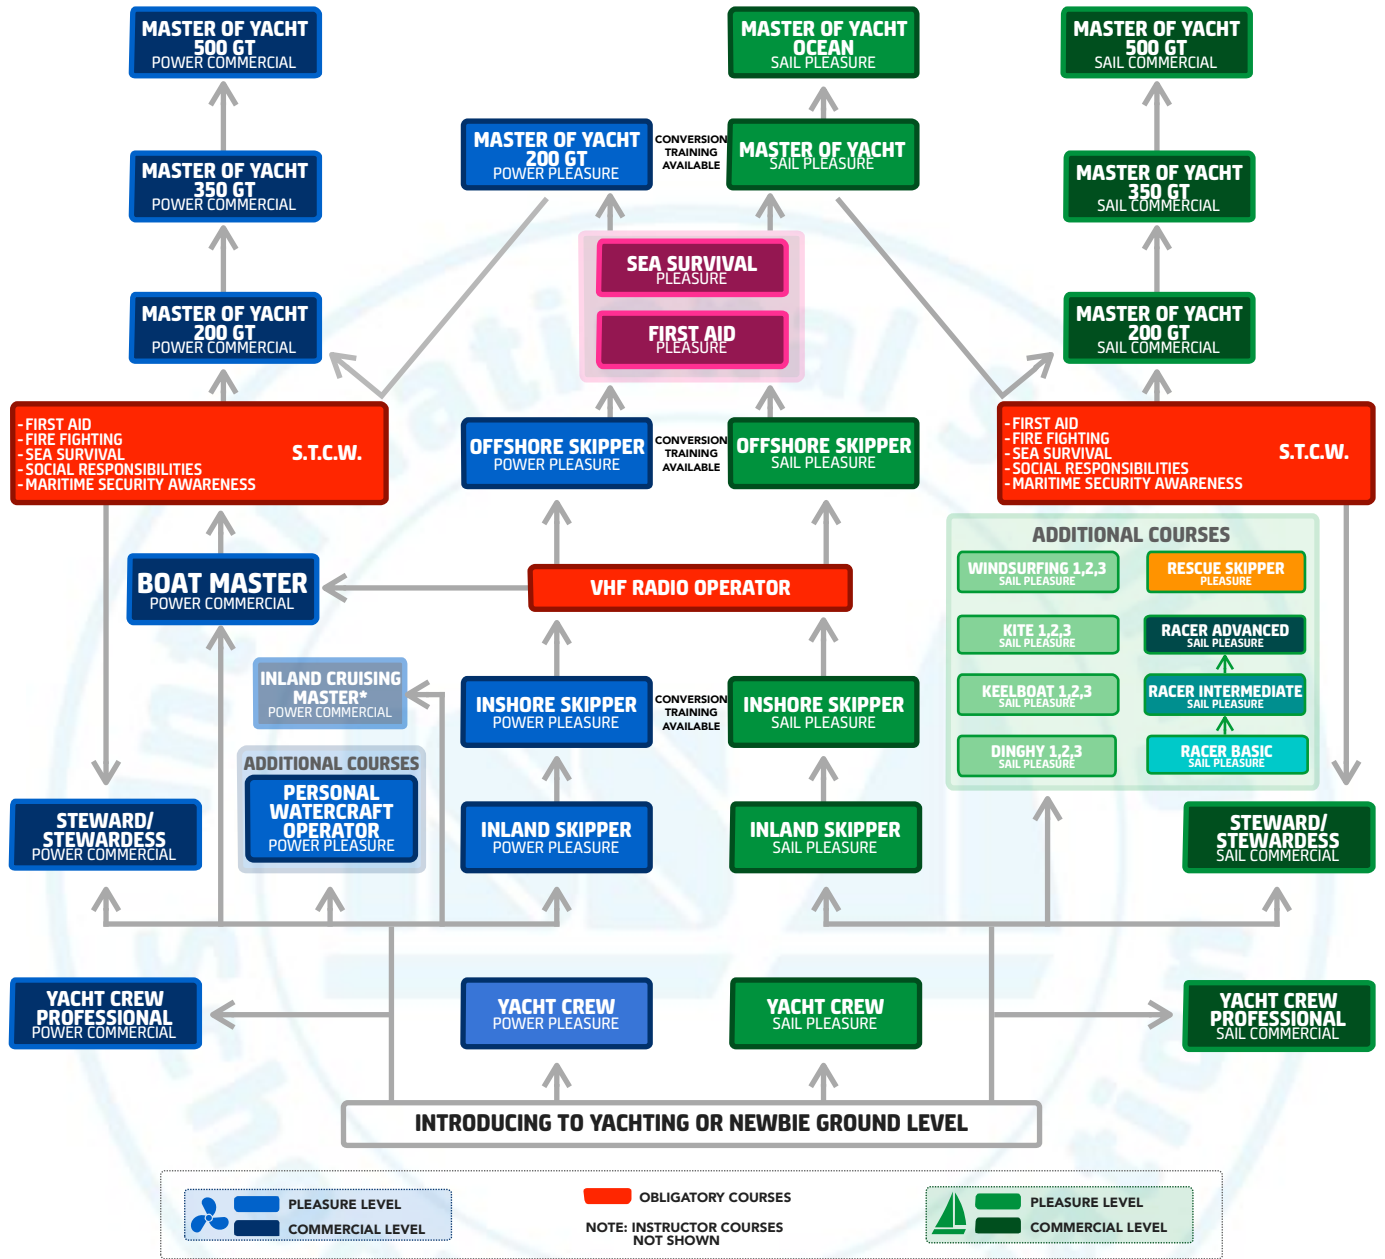 MASTER OF YACHT
500 GT
POWER COMMERCIAL
MASTER OF YACHT
OCEAN
SAIL PLEASURE
MASTER OF YACHT
500 GT
SAIL COMMERCIAL
MASTER OF YACHT
200 GT
POWER PLEASURE
CONVERSION
TRAINING
AVAILABLE
MASTER OF YACHT
SAIL PLEASURE
MASTER OF YACHT
350 GT
POWER COMMERCIAL
MASTER OF YACHT
350 GT
SAIL COMMERCIAL
SEA SURVIVAL
PLEASURE
FIRST AID
PLEASURE
MASTER OF YACHT
200 GT
POWER COMMERCIAL
MASTER OF YACHT
200 GT
SAIL COMMERCIAL
- FIRST AID
- FIRE FIGHTING
- SEA SURVIVAL
- SOCIAL RESPONSIBILITIES
- MARITIME SECURITY AWARENESS
S.T.C.W.
OFFSHORE SKIPPER
POWER PLEASURE
CONVERSION
TRAINING
AVAILABLE
OFFSHORE SKIPPER
SAIL PLEASURE
- FIRST AID
- FIRE FIGHTING
- SEA SURVIVAL
- SOCIAL RESPONSIBILITIES
- MARITIME SECURITY AWARENESS
S.T.C.W.
BOAT MASTER
POWER COMMERCIAL
VHF RADIO OPERATOR
ADDITIONAL COURSES
WINDSURFING 1,2,3
SAIL PLEASURE
RESCUE SKIPPER
PLEASURE
KITE 1,2,3
SAIL PLEASURE
RACER ADVANCED
SAIL PLEASURE
KEELBOAT 1,2,3
SAIL PLEASURE
RACER INTERMEDIATE
SAIL PLEASURE
DINGHY 1,2,3
SAIL PLEASURE
RACER BASIC
SAIL PLEASURE
INLAND CRUISING
MASTER*
POWER COMMERCIAL
INSHORE SKIPPER
POWER PLEASURE
CONVERSION
TRAINING
AVAILABLE
INSHORE SKIPPER
SAIL PLEASURE
ADDITIONAL COURSES
PERSONAL
WATERCRAFT
OPERATOR
POWER PLEASURE
STEWARD/
STEWARDESS
POWER COMMERCIAL
INLAND SKIPPER
POWER PLEASURE
INLAND SKIPPER
SAIL PLEASURE
STEWARD/
STEWARDESS
SAIL COMMERCIAL
YACHT CREW
PROFESSIONAL
POWER COMMERCIAL
YACHT CREW
POWER PLEASURE
YACHT CREW
SAIL PLEASURE
YACHT CREW
PROFESSIONAL
SAIL COMMERCIAL
INTRODUCING TO YACHTING OR NEWBIE GROUND LEVEL
PLEASURE LEVEL
COMMERCIAL LEVEL
OBLIGATORY COURSES
NOTE: INSTRUCTOR COURSES
NOT SHOWN
PLEASURE LEVEL
COMMERCIAL LEVEL